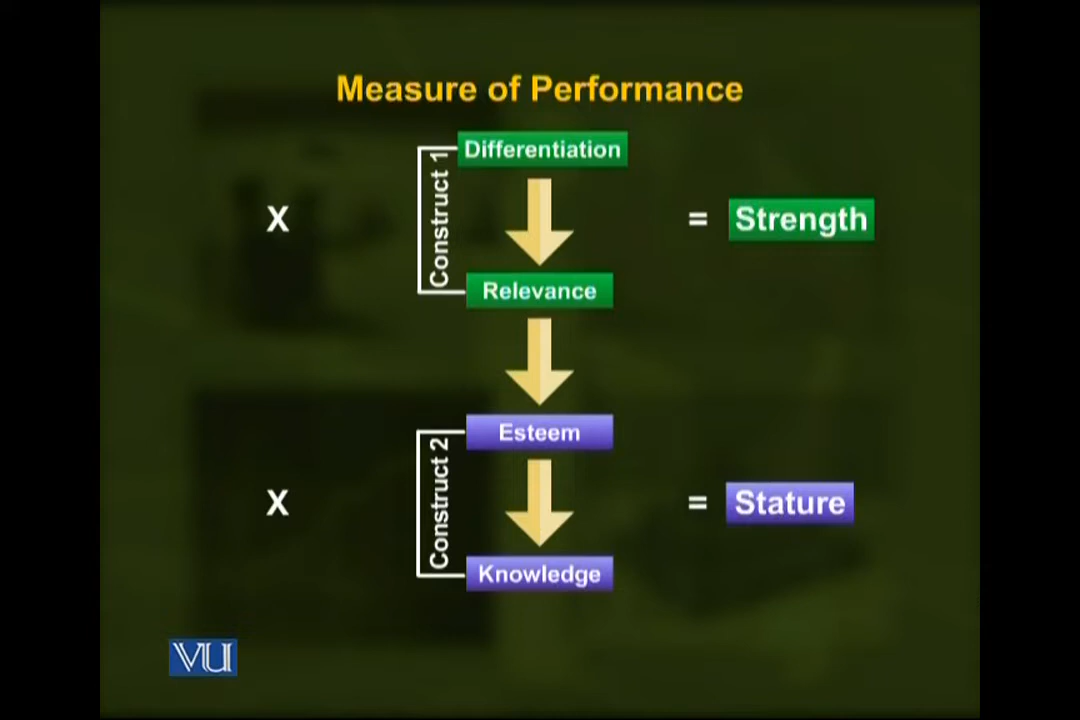 Measure of Performance
Differentiation
Construct 1
X
= Strength
Relevance
Esteem
Construct 2
X
= Stature
Knowledge
VU